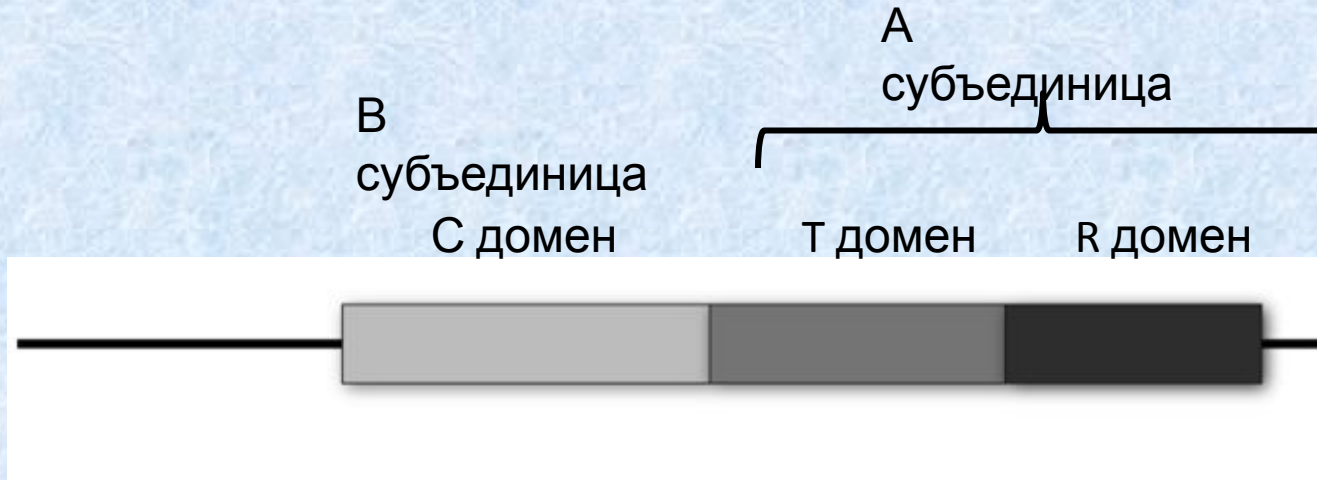 А
субъединица
В
субъединица
С домен
T домен
R домен